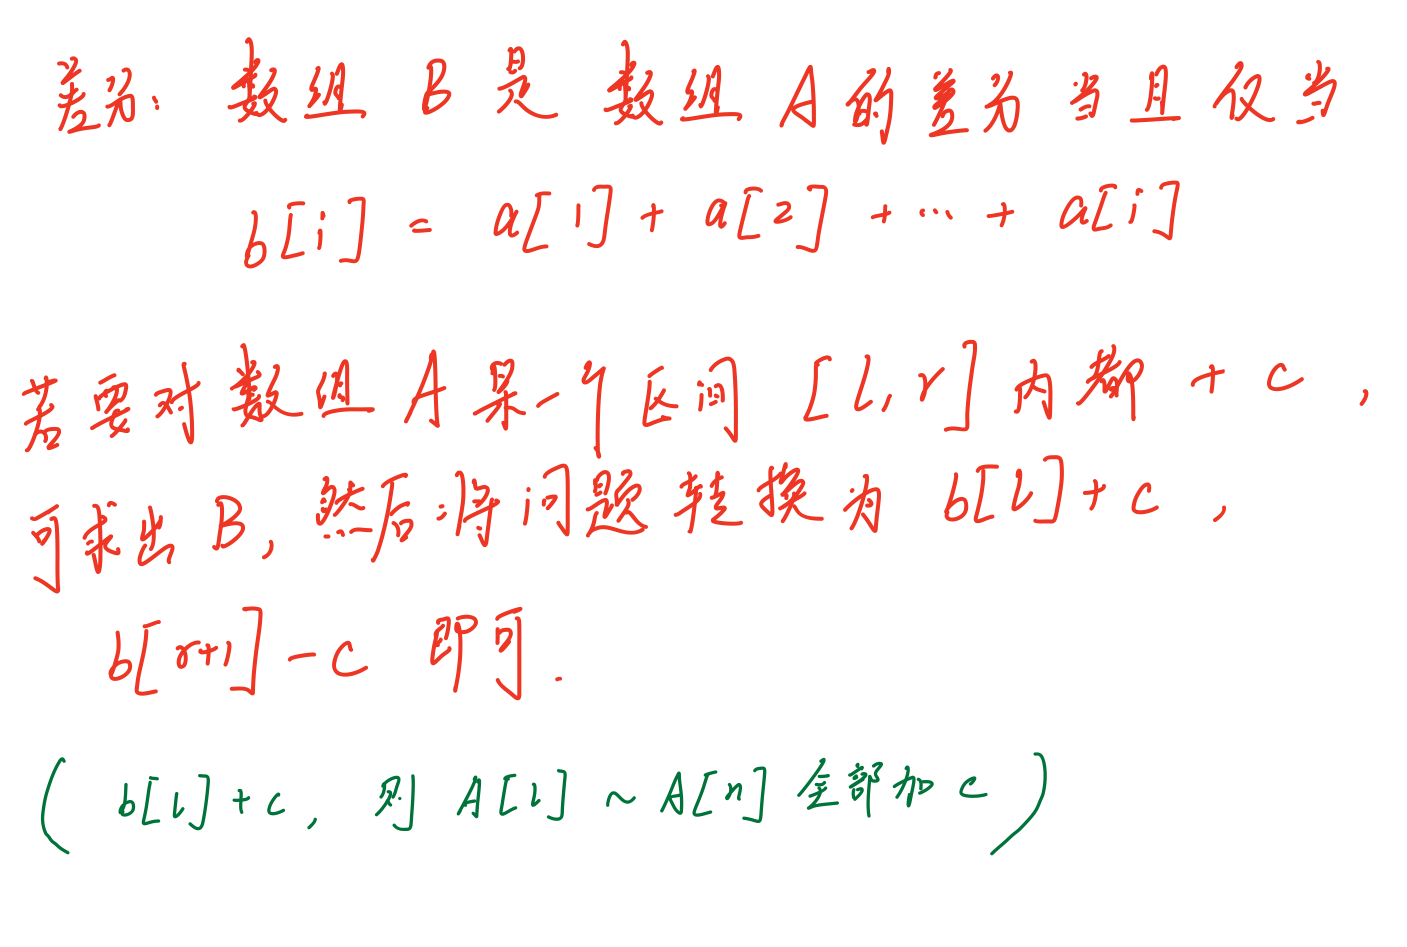 差分: 数组 B 是 数组 A 的差分当且仅当
b[i] = a[1] + a[2] + … + a[i]
若要对数组 A 某一个区间 [l,r] 内都 + c ,
可求出 B, 然后将问题转换为 b[l] + c ,
b[r+1] - c 即可.
( b[l] + c, 则 A[l] ~ A[n] 全部加 c )